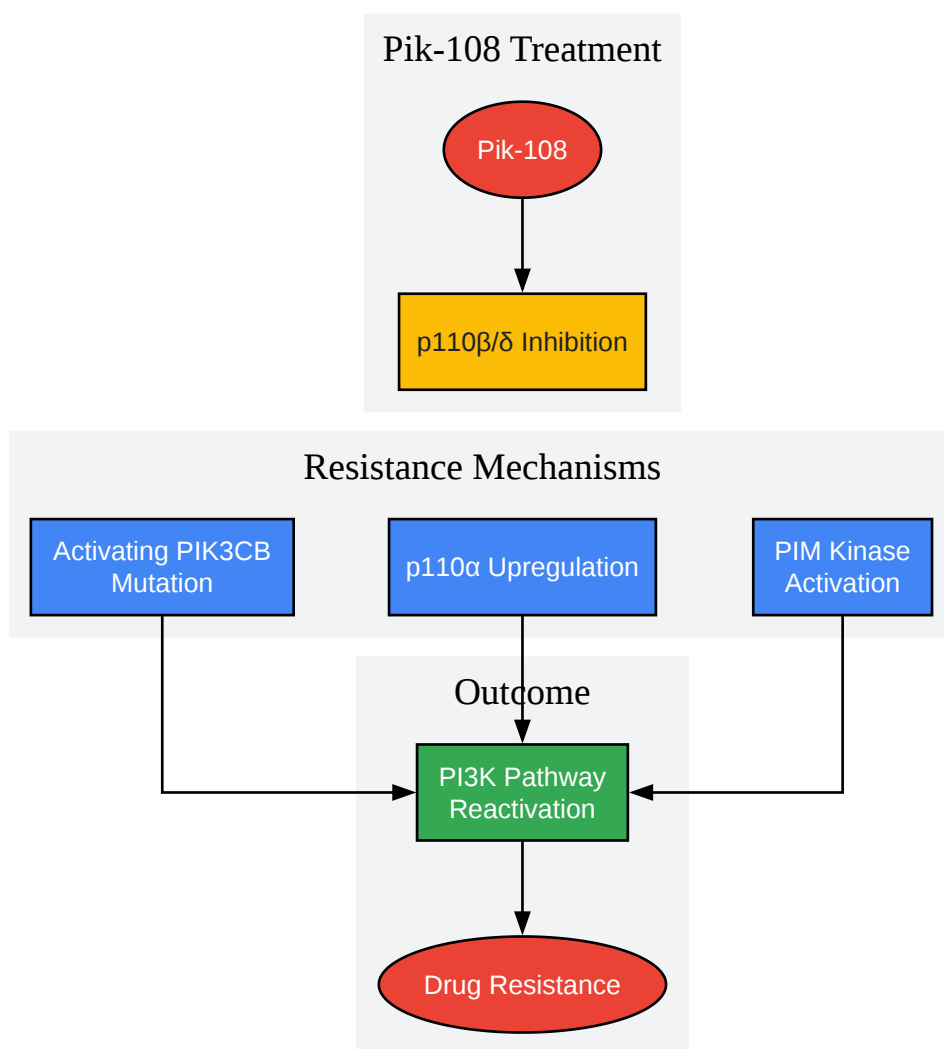 Pik-108 Treatment
Pik-108
p110β/δ Inhibition
Resistance Mechanisms
Activating PIK3CB
Mutation
p110α Upregulation
PIM Kinase
Activation
Outcome
PI3K Pathway
Reactivation
Drug Resistance